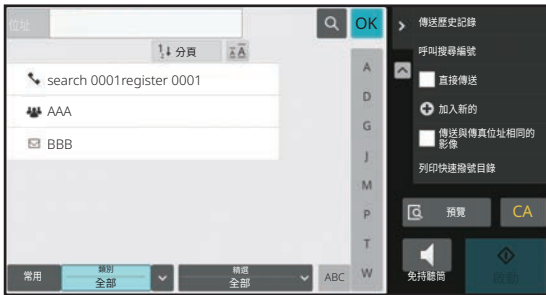 位址
OK
傳送歷史記錄
呼叫搜尋編號
分頁
search 0001register 0001
直接傳送
AAA
加入新的
傳送與傳真位址相同的
影像
BBB
列印快速撥號目錄
A
D
G
J
M
P
T
W
預覽
CA
常用
類別
全部
精選
全部
ABC
免持聽筒
啟動